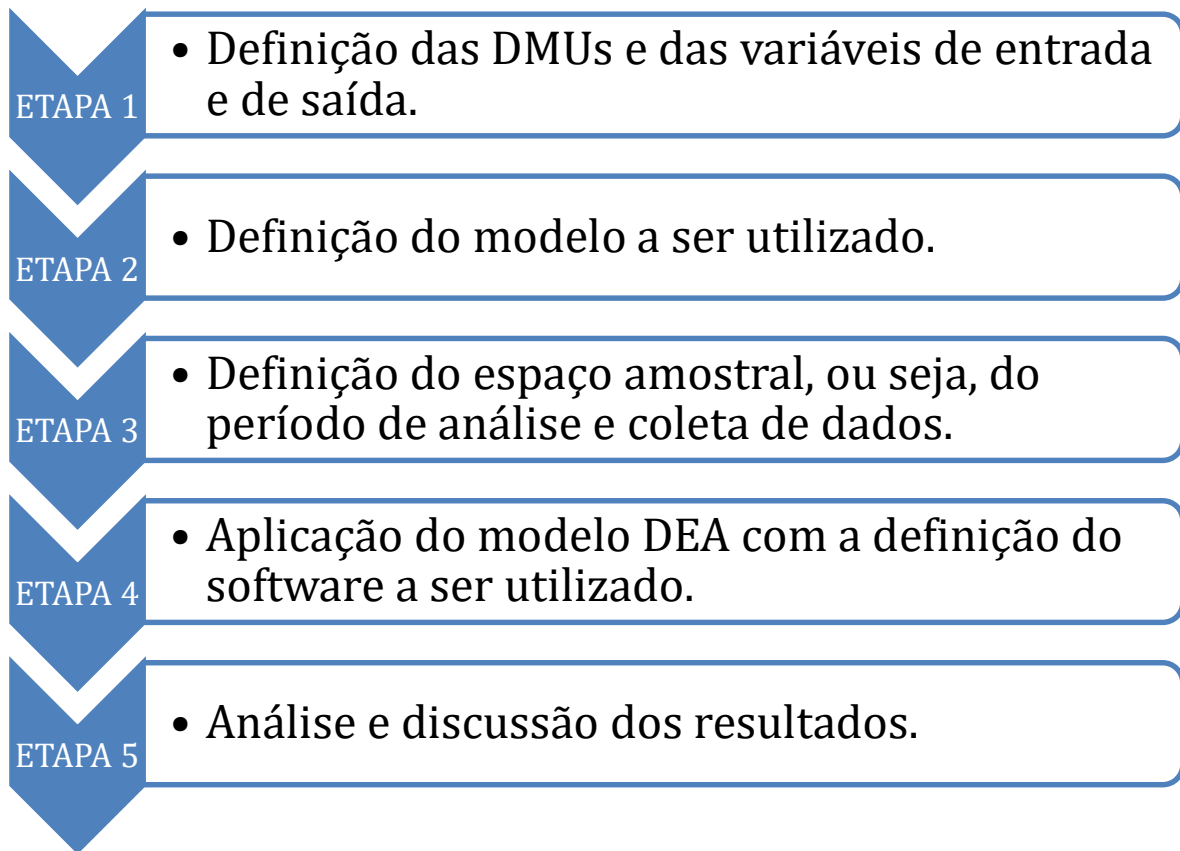 ETAPA 1
• Definição das DMUs e das variáveis de entrada
e de saída.
ETAPA 2
• Definição do modelo a ser utilizado.
ETAPA 3
• Definição do espaço amostral, ou seja, do
período de análise e coleta de dados.
ETAPA 4
• Aplicação do modelo DEA com a definição do
software a ser utilizado.
ETAPA 5
• Análise e discussão dos resultados.